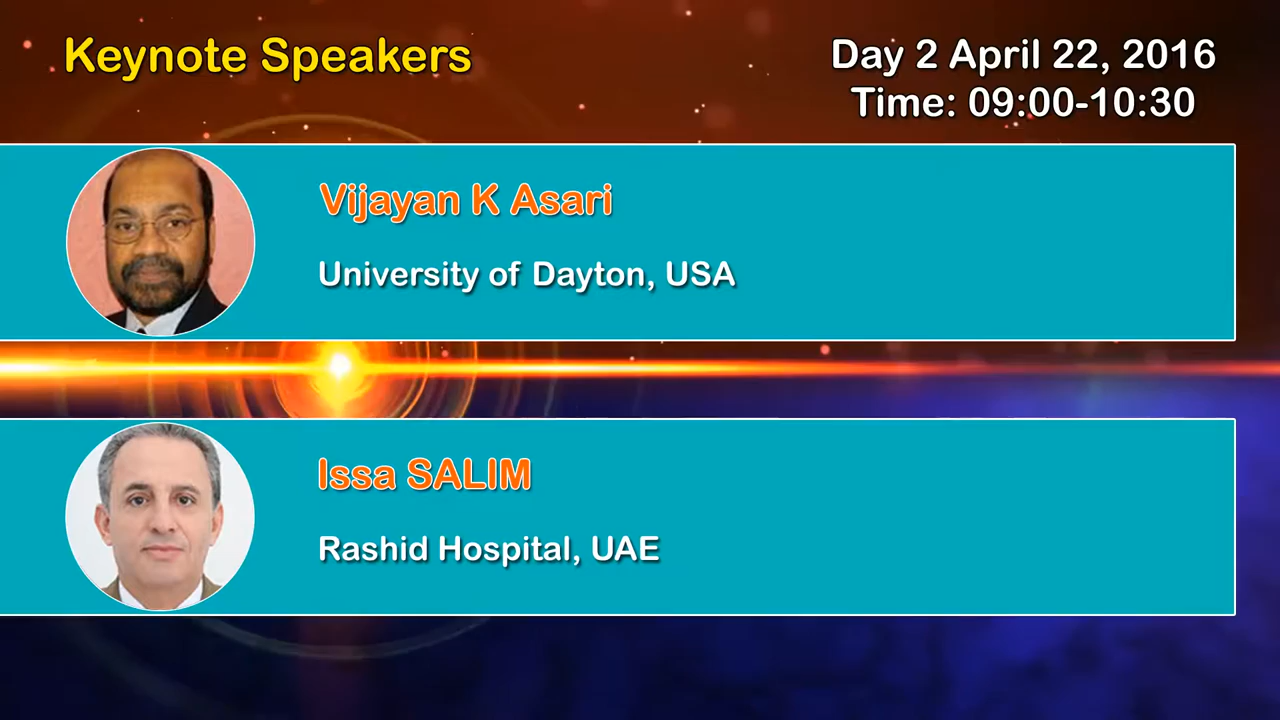 Keynote Speakers
Day 2 April 22, 2016
Time: 09:00-10:30
Vijayan K Asari
University of Dayton, USA
Issa SALIM
Rashid Hospital, UAE